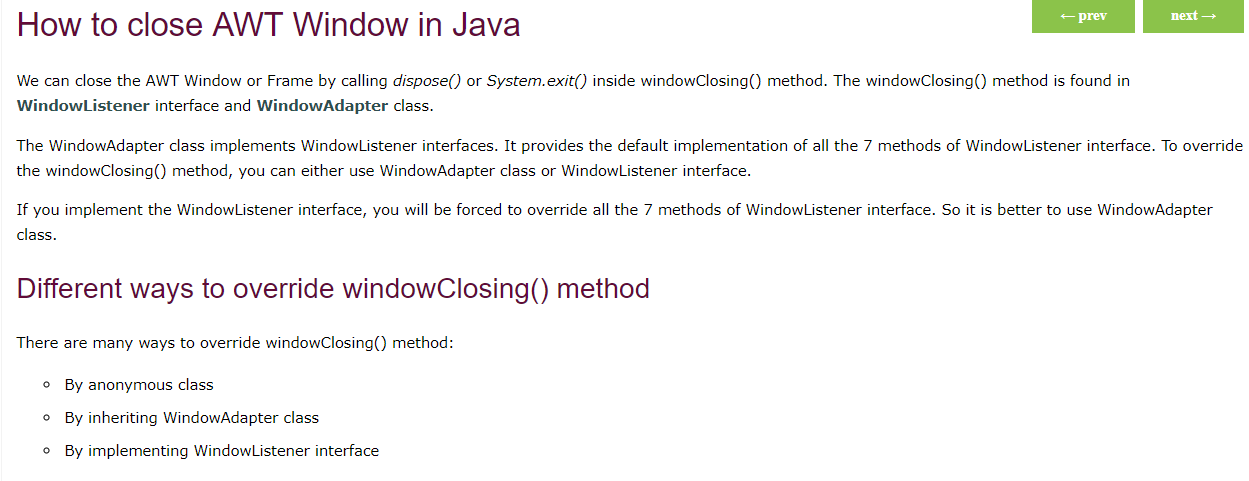 How to close AWT Window in Java
← prev
next →
We can close the AWT Window or Frame by calling dispose() or System.exit() inside windowClosing() method. The windowClosing() method is found in
WindowListener interface and WindowAdapter class.
The WindowAdapter class implements WindowListener interfaces. It provides the default implementation of all the 7 methods of WindowListener interface. To override
the windowClosing() method, you can either use WindowAdapter class or WindowListener interface.
If you implement the WindowListener interface, you will be forced to override all the 7 methods of WindowListener interface. So it is better to use WindowAdapter
class.
Different ways to override windowClosing() method
There are many ways to override windowClosing() method:
By anonymous class
By inheriting WindowAdapter class
By implementing WindowListener interface